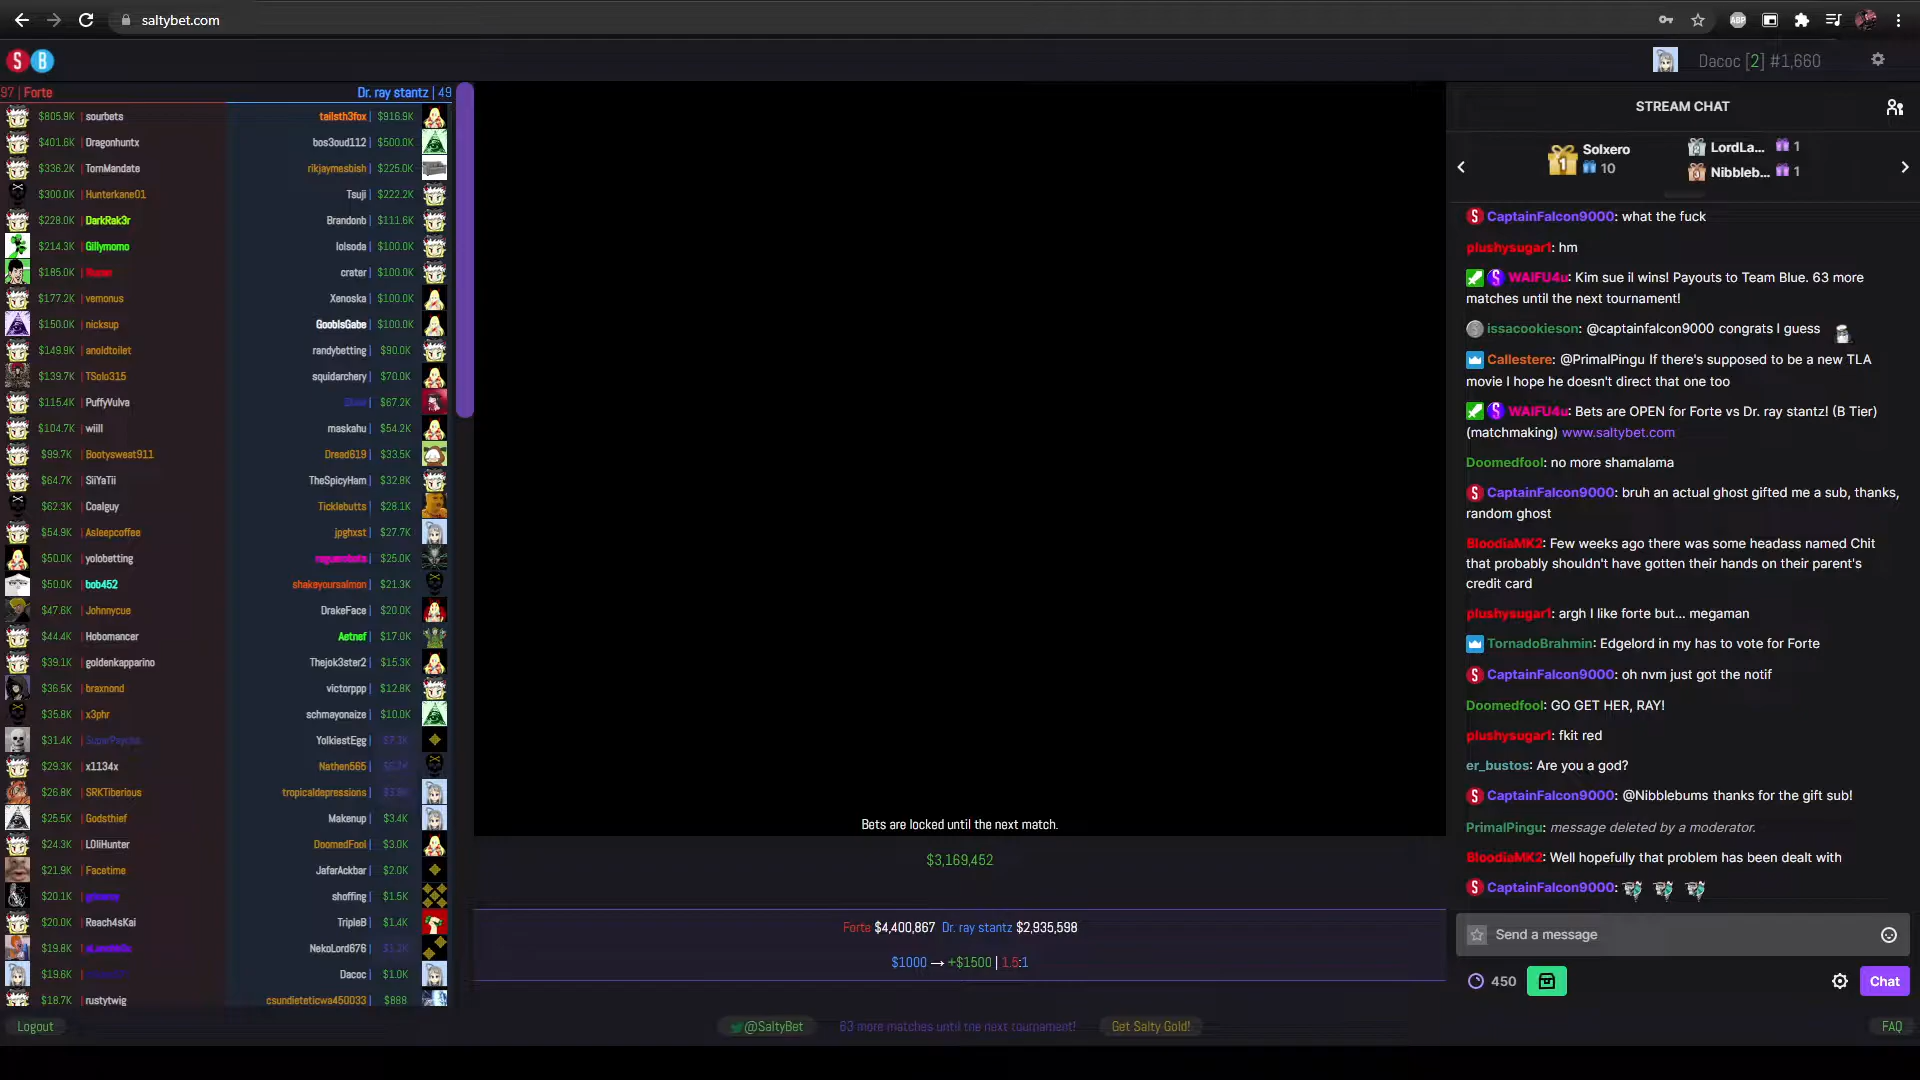 saltybet.com
ABP
S B
Dacoc [2] #1,660
97 | Forte
Dr. ray stantz | 49
$805.9K | sourbets
tailsth3fox | $916.9K
$401.6K | Dragonhuntx
bos3oud112 | $500.0K
$336.2K | TornMandate
rikjaymesbish | $225.0K
$300.0K | Hunterkane01
Tsuji | $222.2K
$228.0K | DarkRak3r
Brandonb | $111.6K
$214.3K | Gillymomo
lolsoda | $100.0K
$185.0K |
crater | $100.0K
$177.2K | vemonus
Xenoska | $100.0K
$150.0K | nicksup
GooblsGabe | $100.0K
$149.9K | anoldtoilet
randybetting | $90.0K
$139.7K | TSolo315
squidarchery | $70.0K
$115.4K | PuffyVulva
| $67.2K
$104.7K | wiill
maskahu | $54.2K
$99.7K | Bootysweat911
Dread619 | $33.5K
$64.7K | SiiYaTii
TheSpicyHam | $32.8K
$62.3K | Coalguy
Ticklebutts | $28.1K
$54.9K | Asleepcoffee
jpghxst | $27.7K
$50.0K | yolobetting
| $25.0K
$50.0K | bob452
shakeyoursalmon | $21.3K
$47.6K | Johnnycue
DrakeFace | $20.0K
$44.4K | Hobomancer
Aetnef | $17.0K
$39.1K | goldenkapparino
Thejok3ster2 | $15.3K
$36.5K | braxnond
victorppp | $12.8K
$35.8K | x3phr
schmayonaize | $10.0K
$31.4K | SuperPsycho
YolkiestEgg |
$29.3K | x1134x
Nathen565 |
$26.8K | SRKTiberious
tropicaldepressions |
$25.5K | Godsthief
Makenup | $3.4K
$24.3K | L0liHunter
DoomedFool | $3.0K
$21.9K | Facetime
JafarAckbar | $2.0K
$20.1K |
shoffing | $1.5K
$20.0K | Reach4sKai
TripleB | $1.4K
$19.8K |
NekoLord676 | $1.2K
$19.6K |
Dacoc | $1.0K
$18.7K | rustytwig
csundieteticwa450033 | $888
Bets are locked until the next match.
$3,169,452
Forte $4,400,867 Dr. ray stantz $2,935,598
$1000 → +$1500 | 1.5:1
Logout
@SaltyBet
63 more matches until the next tournament!
Get Salty Gold!
FAQ
STREAM CHAT
1 Solxero
10
LordLa... 1
Nibbleb... 1
CaptainFalcon9000: what the fuck
plushysugar1: hm
WAIFU4u: Kim sue il wins! Payouts to Team Blue. 63 more
matches until the next tournament!
issacookieson: @captainfalcon9000 congrats I guess
Callestere: @PrimalPingu If there's supposed to be a new TLA
movie I hope he doesn't direct that one too
WAIFU4u: Bets are OPEN for Forte vs Dr. ray stantz! (B Tier)
(matchmaking) www.saltybet.com
Doomedfool: no more shamalama
CaptainFalcon9000: bruh an actual ghost gifted me a sub, thanks,
random ghost
BloodiaMK2: Few weeks ago there was some headass named Chit
that probably shouldn't have gotten their hands on their parent's
credit card
plushysugar1: argh I like forte but... megaman
TornadoBrahmin: Edgelord in my has to vote for Forte
CaptainFalcon9000: oh nvm just got the notif
Doomedfool: GO GET HER, RAY!
plushysugar1: fkit red
er_bustos: Are you a god?
CaptainFalcon9000: @Nibblebums thanks for the gift sub!
PrimalPingu: message deleted by a moderator.
BloodiaMK2: Well hopefully that problem has been dealt with
CaptainFalcon9000:
Send a message
450
Chat